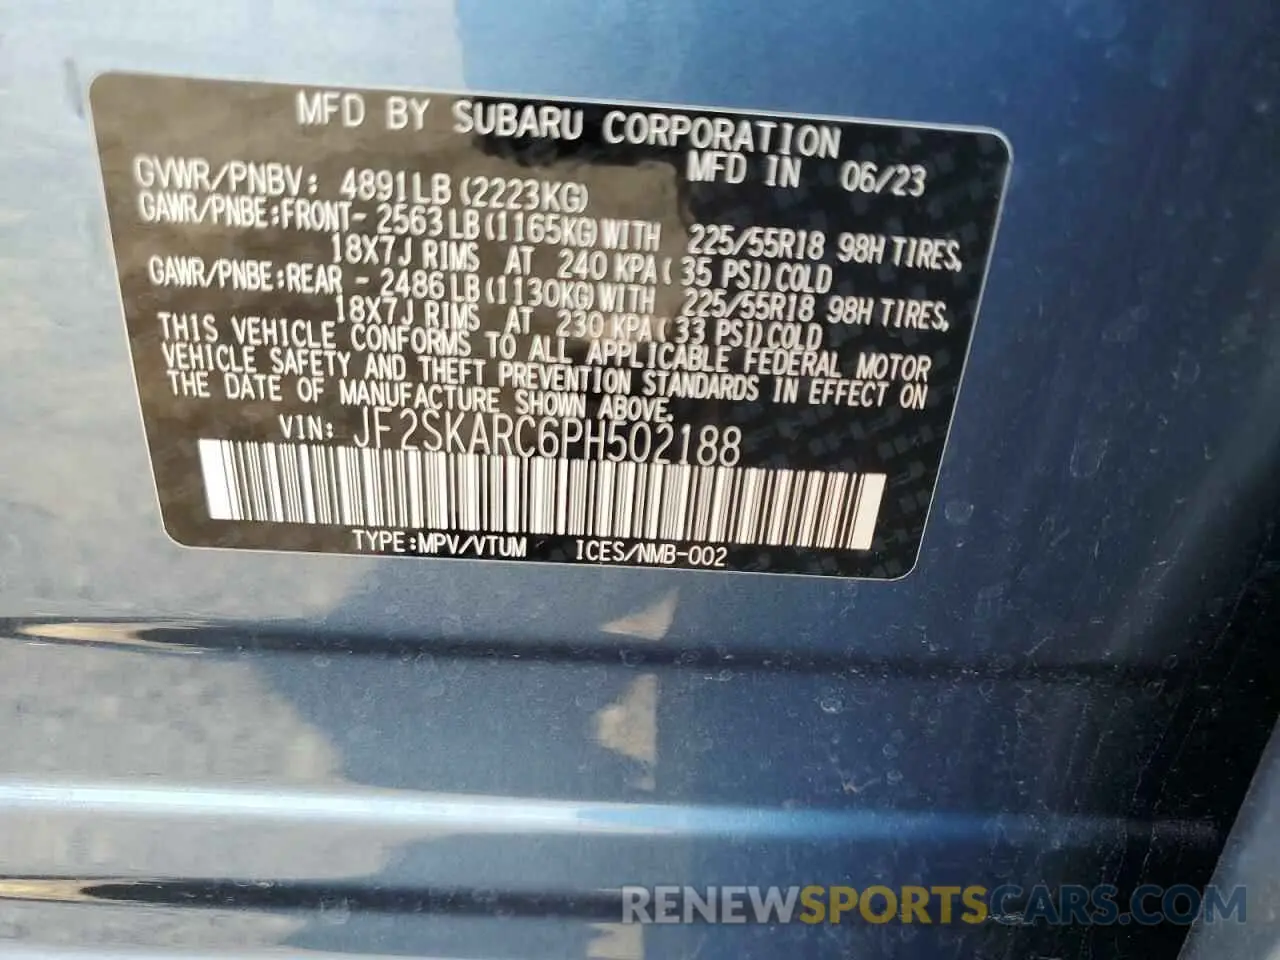 MFD BY SUBARU CORPORATION
MFD IN 06/23
GVWR/PNBV: 4891LB (2223KG)
GAWR/PNBE:FRONT- 2563LB(1165KG)WITH 225/55R18 98H TIRES,
18X7J RIMS AT 240 KPA( 35 PSI)COLD
GAWR/PNBE:REAR - 2486LB(1130KG)WITH 225/55R18 98H TIRES,
18X7J RIMS AT 230 KPA( 33 PSI)COLD
THIS VEHICLE CONFORMS TO ALL APPLICABLE FEDERAL MOTOR
VEHICLE SAFETY AND THEFT PREVENTION STANDARDS IN EFFECT ON
THE DATE OF MANUFACTURE SHOWN ABOVE.
VIN: JF2SKARC6PH502188
TYPE:MPV/VTUM ICES/NMB-002
RENEWSPORTSCARS.COM